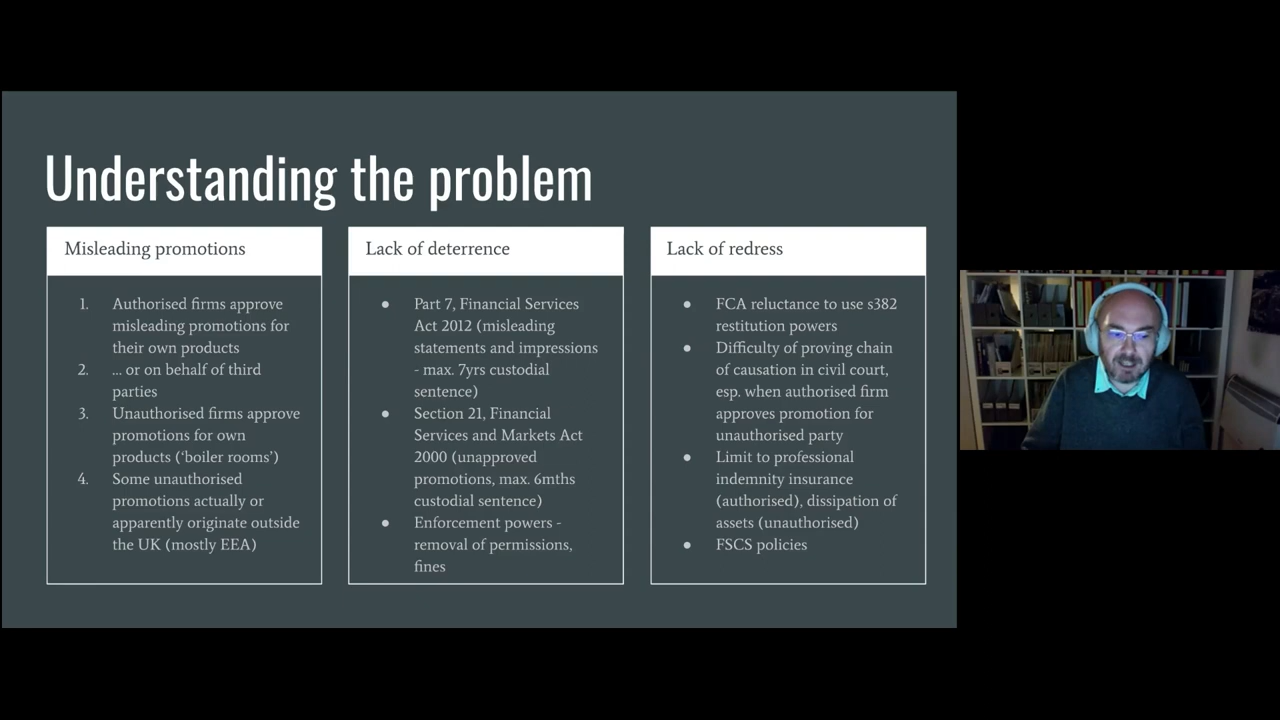 Understanding the problem
Misleading promotions
1. Authorised firms approve
misleading promotions for
their own products
2. ... or on behalf of third
parties
3. Unauthorised firms approve
promotions for own
products (‘boiler rooms’)
4. Some unauthorised
promotions actually or
apparently originate outside
the UK (mostly EEA)
Lack of deterrence
● Part 7, Financial Services
Act 2012 (misleading
statements and impressions
- max. 7yrs custodial
sentence)
● Section 21, Financial
Services and Markets Act
2000 (unapproved
promotions, max. 6mths
custodial sentence)
● Enforcement powers -
removal of permissions,
fines
Lack of redress
● FCA reluctance to use s382
restitution powers
● Difficulty of proving chain
of causation in civil court,
esp. when authorised firm
approves promotion for
unauthorised party
● Limit to professional
indemnity insurance
(authorised), dissipation of
assets (unauthorised)
● FSCS policies